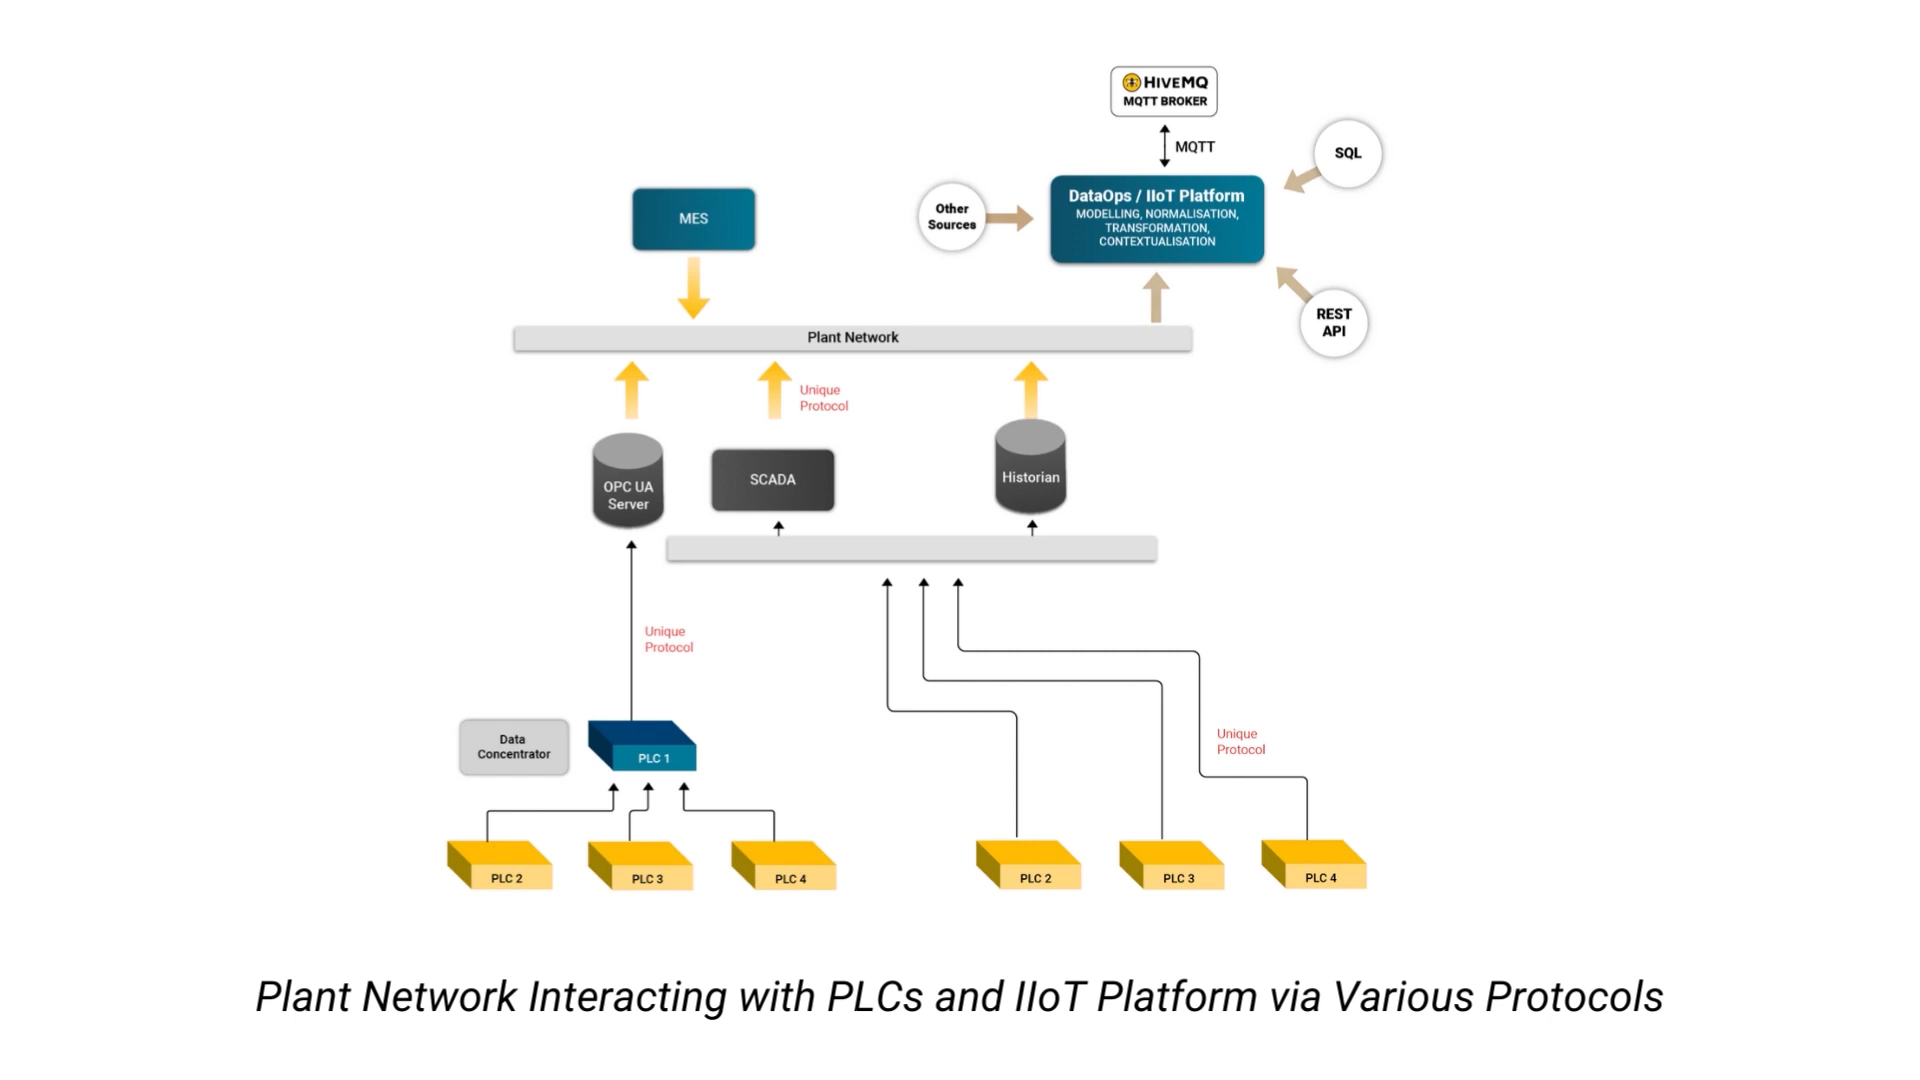 HIVEMQ
MQTT BROKER
MQTT
SQL
DataOps / IIoT Platform
MODELLING, NORMALISATION,
TRANSFORMATION,
CONTEXTUALISATION
Other
Sources
MES
REST
API
Plant Network
Unique
Protocol
OPC UA
Server
SCADA
Historian
Unique
Protocol
Unique
Protocol
Data
Concentrator
PLC 1
PLC 2
PLC 3
PLC 4
PLC 2
PLC 3
PLC 4
Plant Network Interacting with PLCs and IIoT Platform via Various Protocols